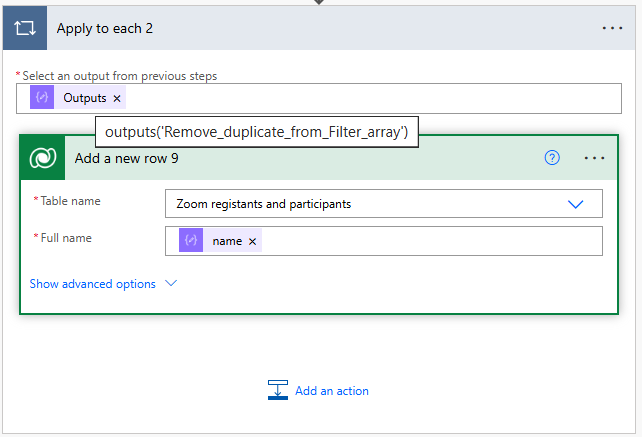 Apply to each 2
* Select an output from previous steps
Outputs
outputs('Remove_duplicate_from_Filter_array')
Add a new row 9
* Table name
Zoom registants and participants
* Full name
name
Show advanced options
Add an action